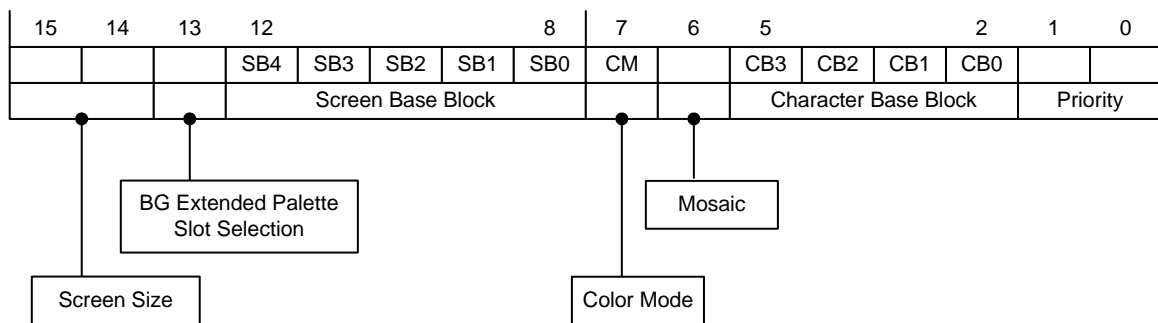 15 14 13 12 8 7 6 5 2 1 0
SB4 SB3 SB2 SB1 SB0 CM CB3 CB2 CB1 CB0
Screen Base Block Character Base Block Priority
BG Extended Palette
Slot Selection
Mosaic
Screen Size
Color Mode